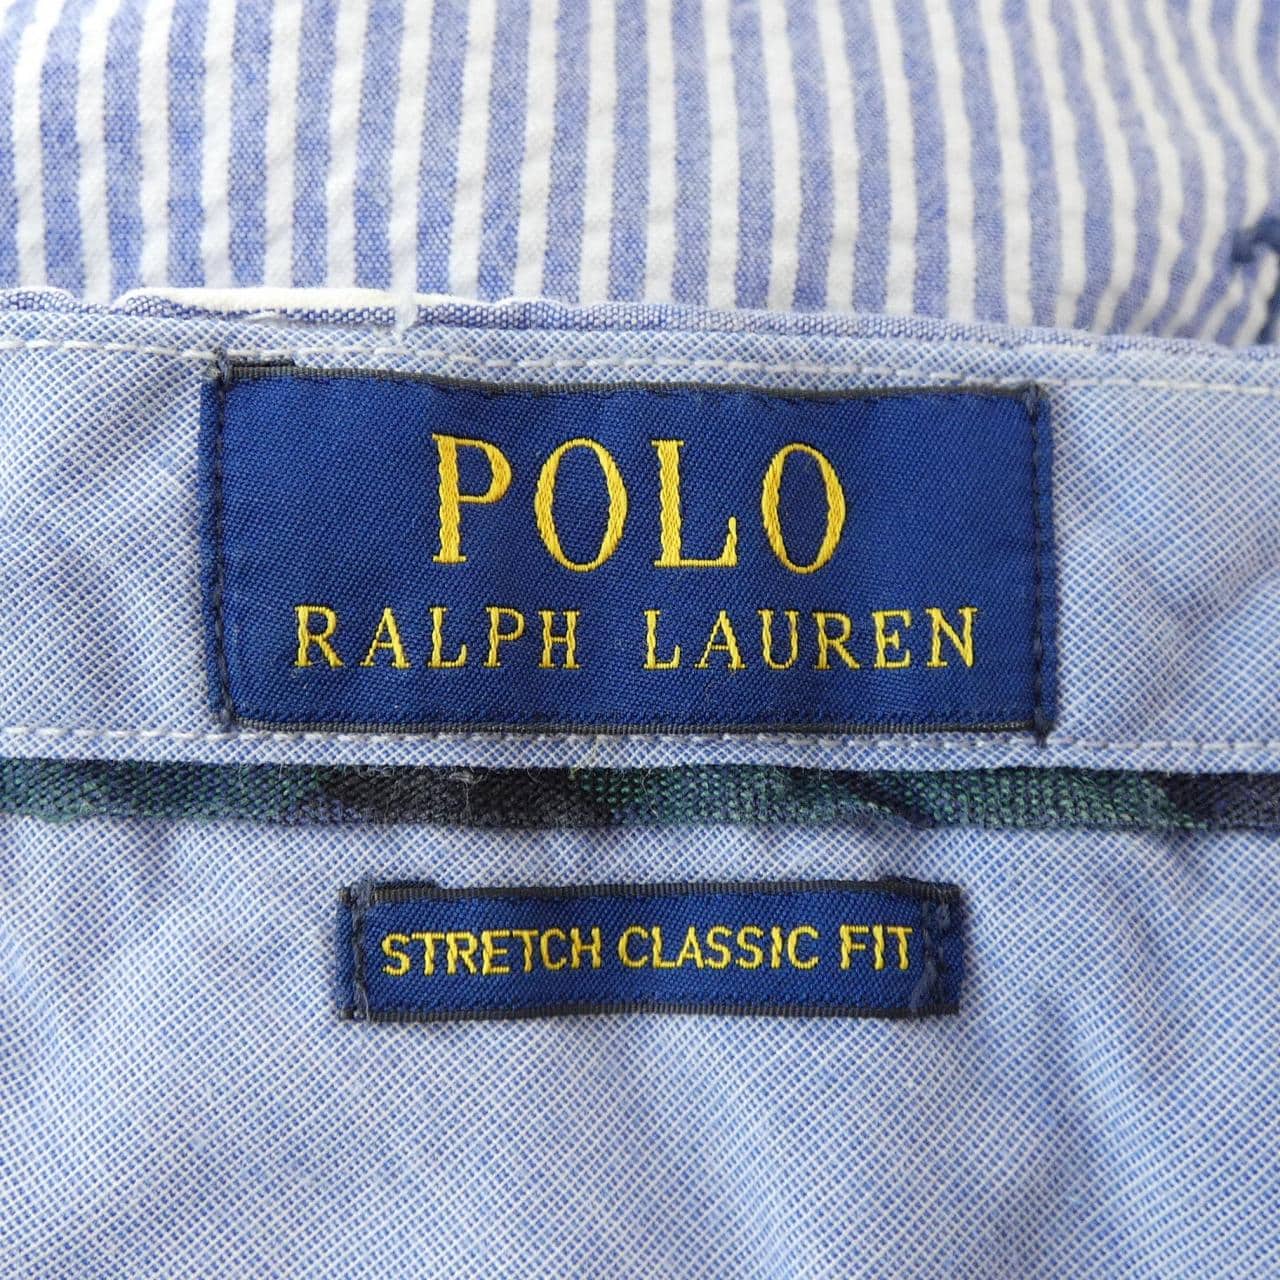 POLO
RALPH LAUREN
STRETCH CLASSIC FIT